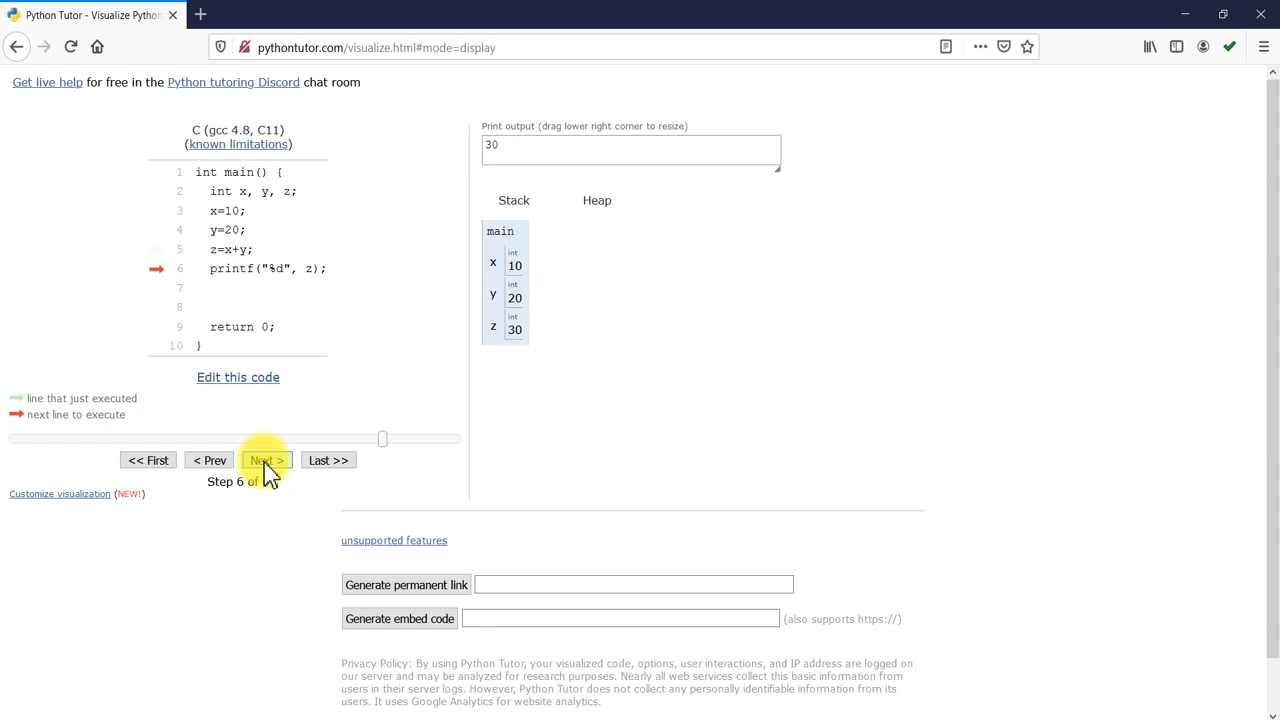 Python Tutor - Visualize Python,
pythontutor.com/visualize.html#mode=display
Get live help for free in the Python tutoring Discord chat room
C (gcc 4.8, C11)
(known limitations)
1 int main() {
2 int x, y, z;
3 x=10;
4 y=20;
5 z=x+y;
6 printf("%d", z);
7
8
9 return 0;
10 }
Edit this code
line that just executed
next line to execute
<< First < Prev Next > Last >>
Step 6 of
Customize visualization (NEW!)
Print output (drag lower right corner to resize)
30
Stack Heap
main
int
x 10
int
y 20
int
z 30
unsupported features
Generate permanent link
Generate embed code (also supports https://)
Privacy Policy: By using Python Tutor, your visualized code, options, user interactions, and IP address are logged on
our server and may be analyzed for research purposes. Nearly all web services collect this basic information from
users in their server logs. However, Python Tutor does not collect any personally identifiable information from its
users. It uses Google Analytics for website analytics.